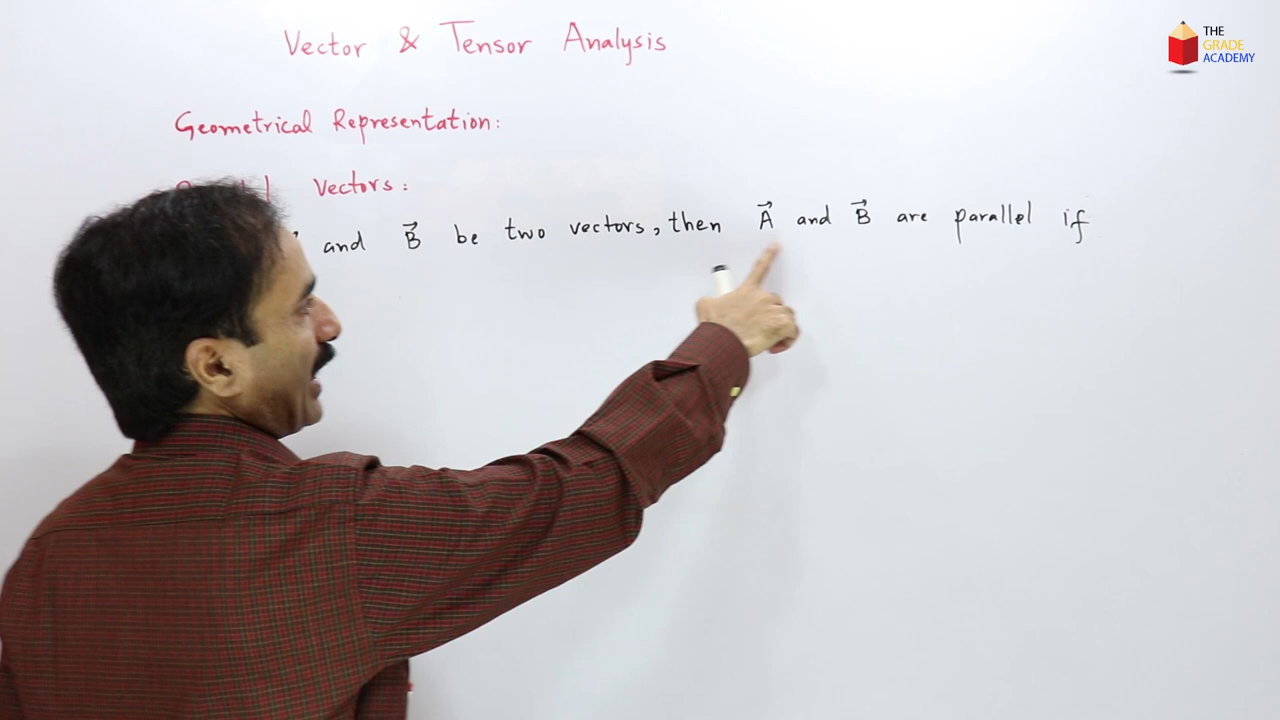 Vector & Tensor Analysis
THE
GRADE
ACADEMY
Geometrical Representation:
Vectors:
and B⃗ be two vectors, then A⃗ and B⃗ are parallel if